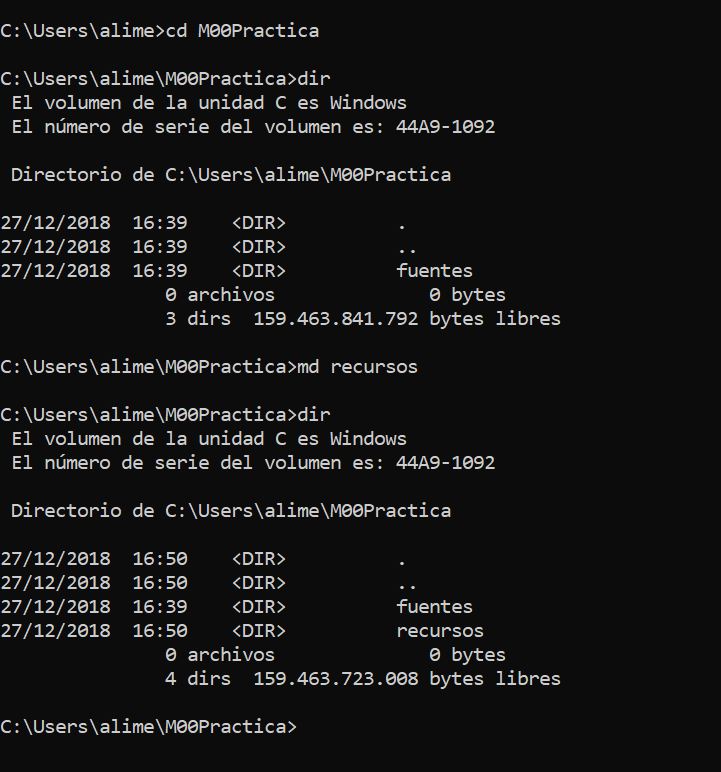 C:\Users\alime>cd M00Practica
C:\Users\alime\M00Practica>dir
 El volumen de la unidad C es Windows
 El número de serie del volumen es: 44A9-1092
 Directorio de C:\Users\alime\M00Practica
27/12/2018  16:39    <DIR>          .
27/12/2018  16:39    <DIR>          ..
27/12/2018  16:39    <DIR>          fuentes
               0 archivos              0 bytes
               3 dirs  159.463.841.792 bytes libres
C:\Users\alime\M00Practica>md recursos
C:\Users\alime\M00Practica>dir
 El volumen de la unidad C es Windows
 El número de serie del volumen es: 44A9-1092
 Directorio de C:\Users\alime\M00Practica
27/12/2018  16:50    <DIR>          .
27/12/2018  16:50    <DIR>          ..
27/12/2018  16:39    <DIR>          fuentes
27/12/2018  16:50    <DIR>          recursos
               0 archivos              0 bytes
               4 dirs  159.463.723.008 bytes libres
C:\Users\alime\M00Practica>